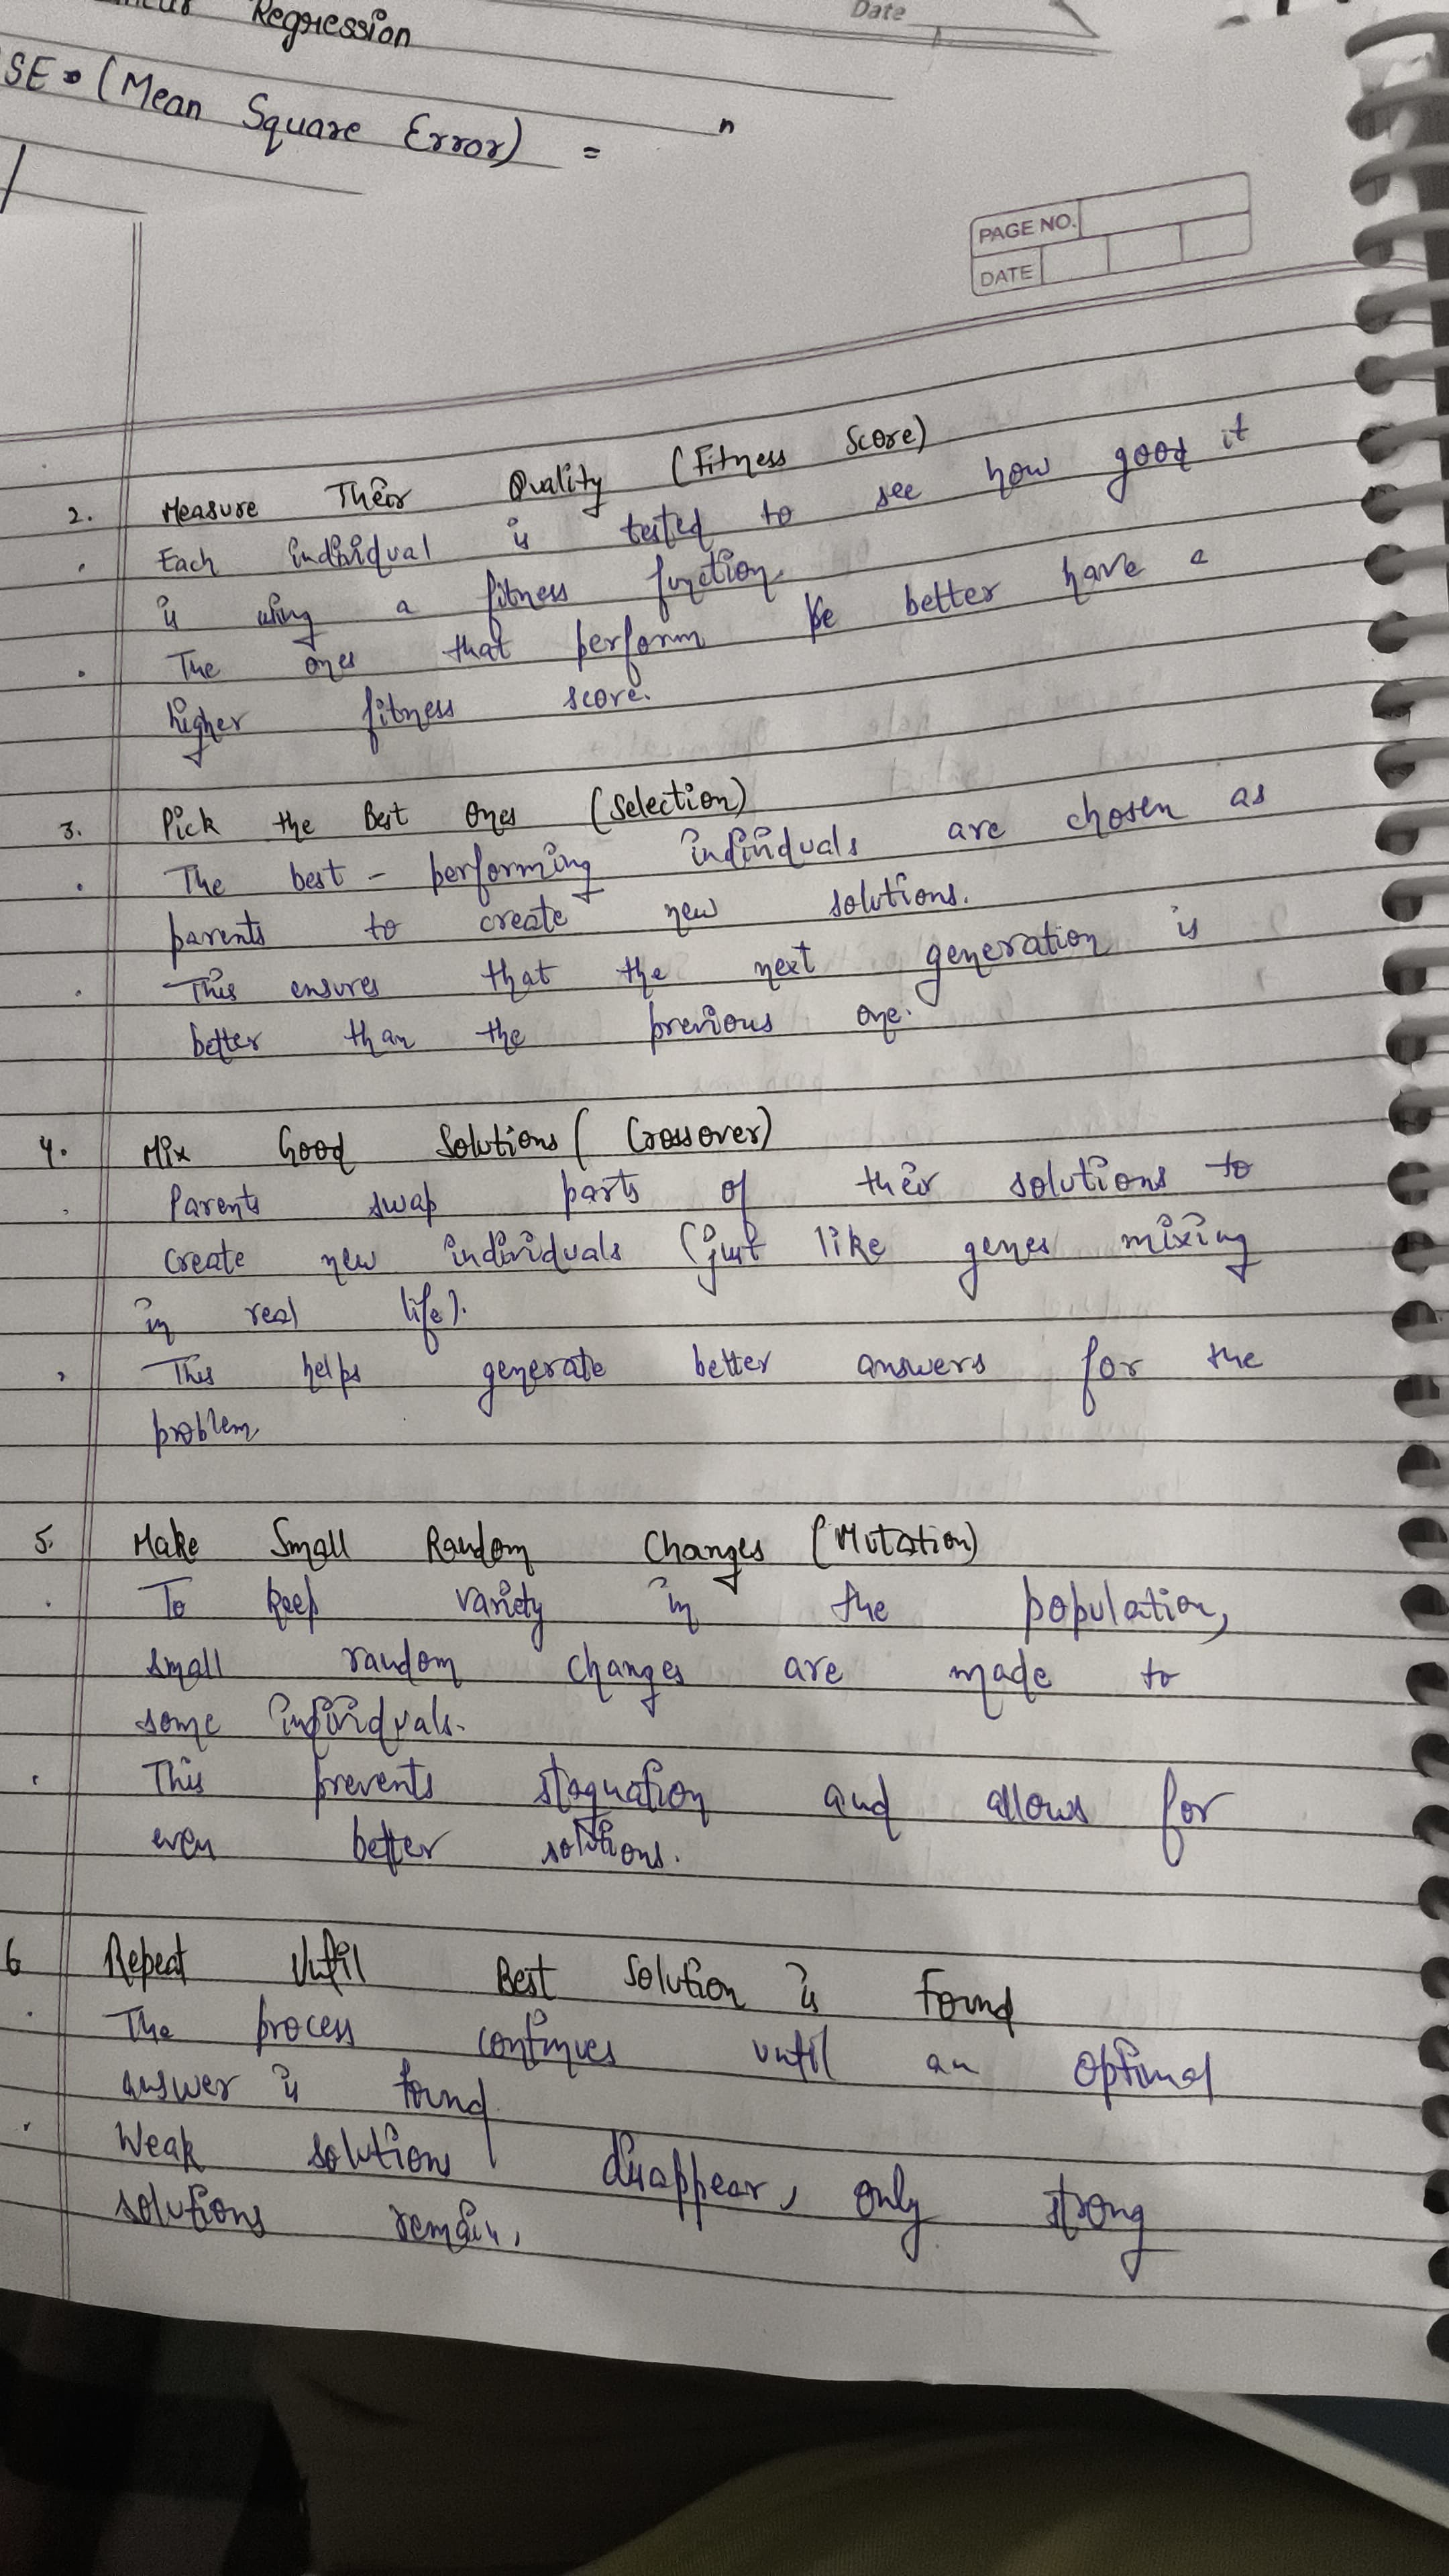 Regression
Date
SE (Mean Square Error) =
n
PAGE NO.
DATE
2. Measure Their Quality (Fitness Score)
. Each individual is tested to see how good it
is using a fitness function.
. The ones that perform better have a
higher fitness score.
3. Pick the Best Ones (Selection)
. The best - performing individuals are chosen as
parents to create new solutions.
. This ensures that the next generation is
better than the previous one.
4. Mix Good Solutions (Crossover)
. Parents swap parts of their solutions to
create new individuals (just like genes mixing
in real life).
. This helps generate better answers for the
problem.
5. Make Small Random Changes (Mutation)
. To keep variety in the population,
small random changes are made to
some individuals.
. This prevents stagnation and allows for
even better solutions.
6 Repeat Until Best Solution is Found
. The process continues until an optimal
answer is found.
. Weak solutions disappear, only strong
solutions remain.